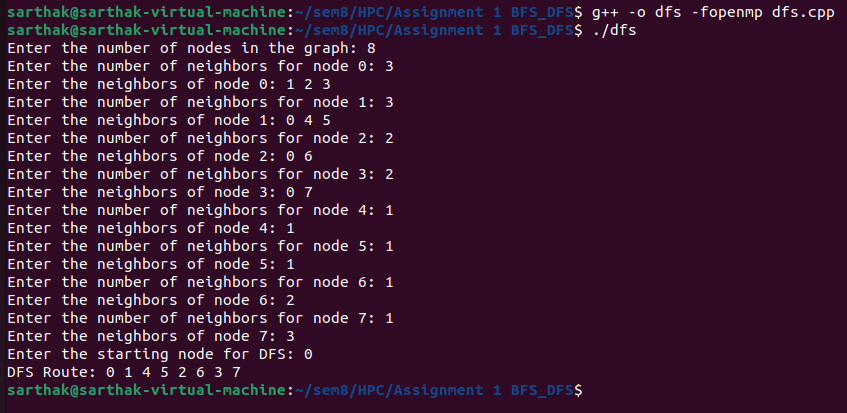 sarthak@sarthak-virtual-machine:~/sem8/HPC/Assignment 1 BFS_DFS$ g++ -o dfs -fopenmp dfs.cpp
sarthak@sarthak-virtual-machine:~/sem8/HPC/Assignment 1 BFS_DFS$ ./dfs
Enter the number of nodes in the graph: 8
Enter the number of neighbors for node 0: 3
Enter the neighbors of node 0: 1 2 3
Enter the number of neighbors for node 1: 3
Enter the neighbors of node 1: 0 4 5
Enter the number of neighbors for node 2: 2
Enter the neighbors of node 2: 0 6
Enter the number of neighbors for node 3: 2
Enter the neighbors of node 3: 0 7
Enter the number of neighbors for node 4: 1
Enter the neighbors of node 4: 1
Enter the number of neighbors for node 5: 1
Enter the neighbors of node 5: 1
Enter the number of neighbors for node 6: 1
Enter the neighbors of node 6: 2
Enter the number of neighbors for node 7: 1
Enter the neighbors of node 7: 3
Enter the starting node for DFS: 0
DFS Route: 0 1 4 5 2 6 3 7
sarthak@sarthak-virtual-machine:~/sem8/HPC/Assignment 1 BFS_DFS$